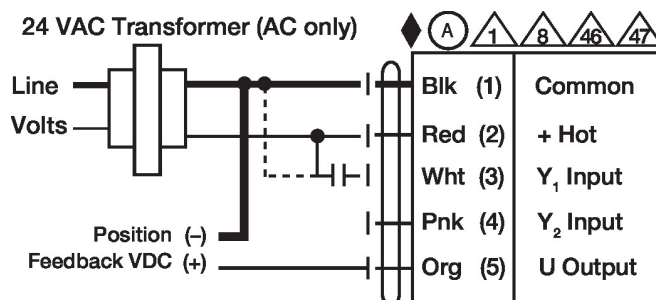 24 VAC Transformer (AC only)
A 1 8 46 47
Line
Volts
Blk (1) Common
Red (2) + Hot
Wht (3) Y₁ Input
Pnk (4) Y₂ Input
Org (5) U Output
Position (–)
Feedback VDC (+)